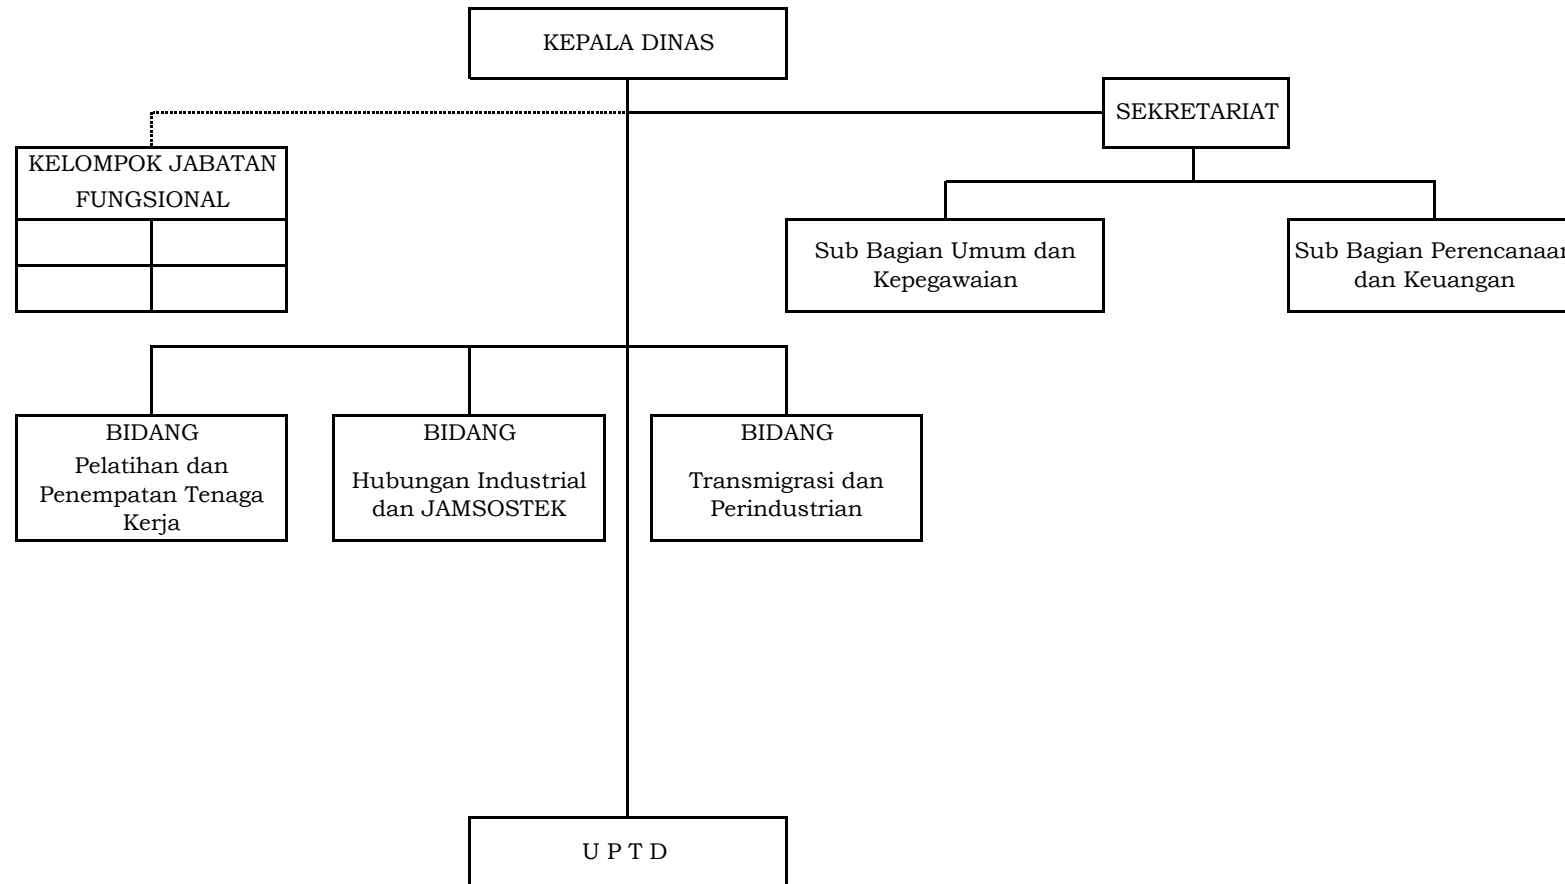 KEPALA DINAS
SEKRETARIAT
KELOMPOK JABATAN
FUNGSIONAL
Sub Bagian Umum dan
Kepegawaian
Sub Bagian Perencanaan
dan Keuangan
BIDANG
Pelatihan dan
Penempatan Tenaga
Kerja
BIDANG
Hubungan Industrial
dan JAMSOSTEK
BIDANG
Transmigrasi dan
Perindustrian
U P T D